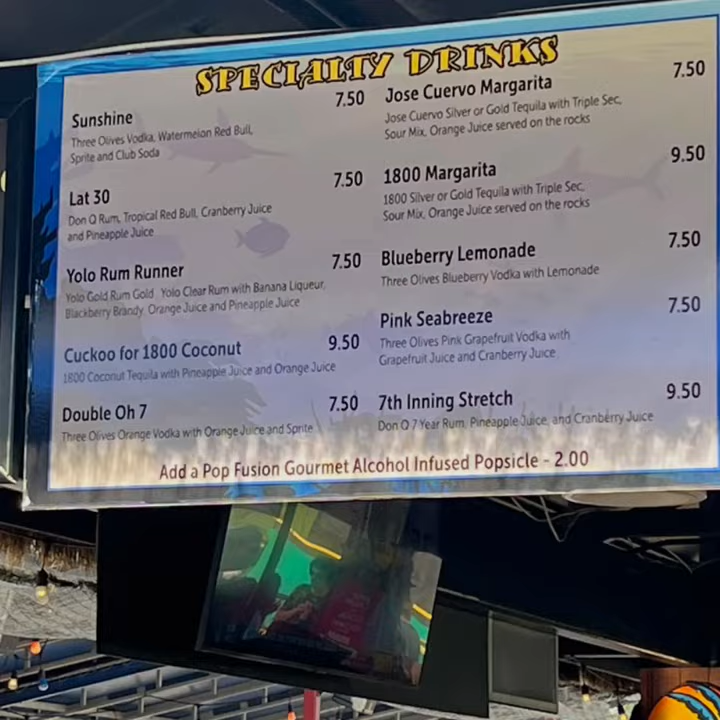 SPECIALTY DRINKS
Sunshine 7.50
Three Olives Vodka, Watermelon Red Bull,
Sprite and Club Soda
Lat 30 7.50
Don Q Rum, Tropical Red Bull, Cranberry Juice
and Pineapple Juice
Yolo Rum Runner 7.50
Yolo Gold Rum Gold, Yolo Clear Rum with Banana Liqueur,
Blackberry Brandy, Orange Juice and Pineapple Juice
Cuckoo for 1800 Coconut 9.50
1800 Coconut Tequila with Pineapple Juice and Orange Juice
Double Oh 7 7.50
Three Olives Orange Vodka with Orange Juice and Sprite
Jose Cuervo Margarita 7.50
Jose Cuervo Silver or Gold Tequila with Triple Sec,
Sour Mix, Orange Juice served on the rocks
1800 Margarita 9.50
1800 Silver or Gold Tequila with Triple Sec,
Sour Mix, Orange Juice served on the rocks
Blueberry Lemonade 7.50
Three Olives Blueberry Vodka with Lemonade
Pink Seabreeze 7.50
Three Olives Pink Grapefruit Vodka with
Grapefruit Juice and Cranberry Juice
7th Inning Stretch 9.50
Don Q 7 Year Rum, Pineapple Juice, and Cranberry Juice
Add a Pop Fusion Gourmet Alcohol Infused Popsicle - 2.00